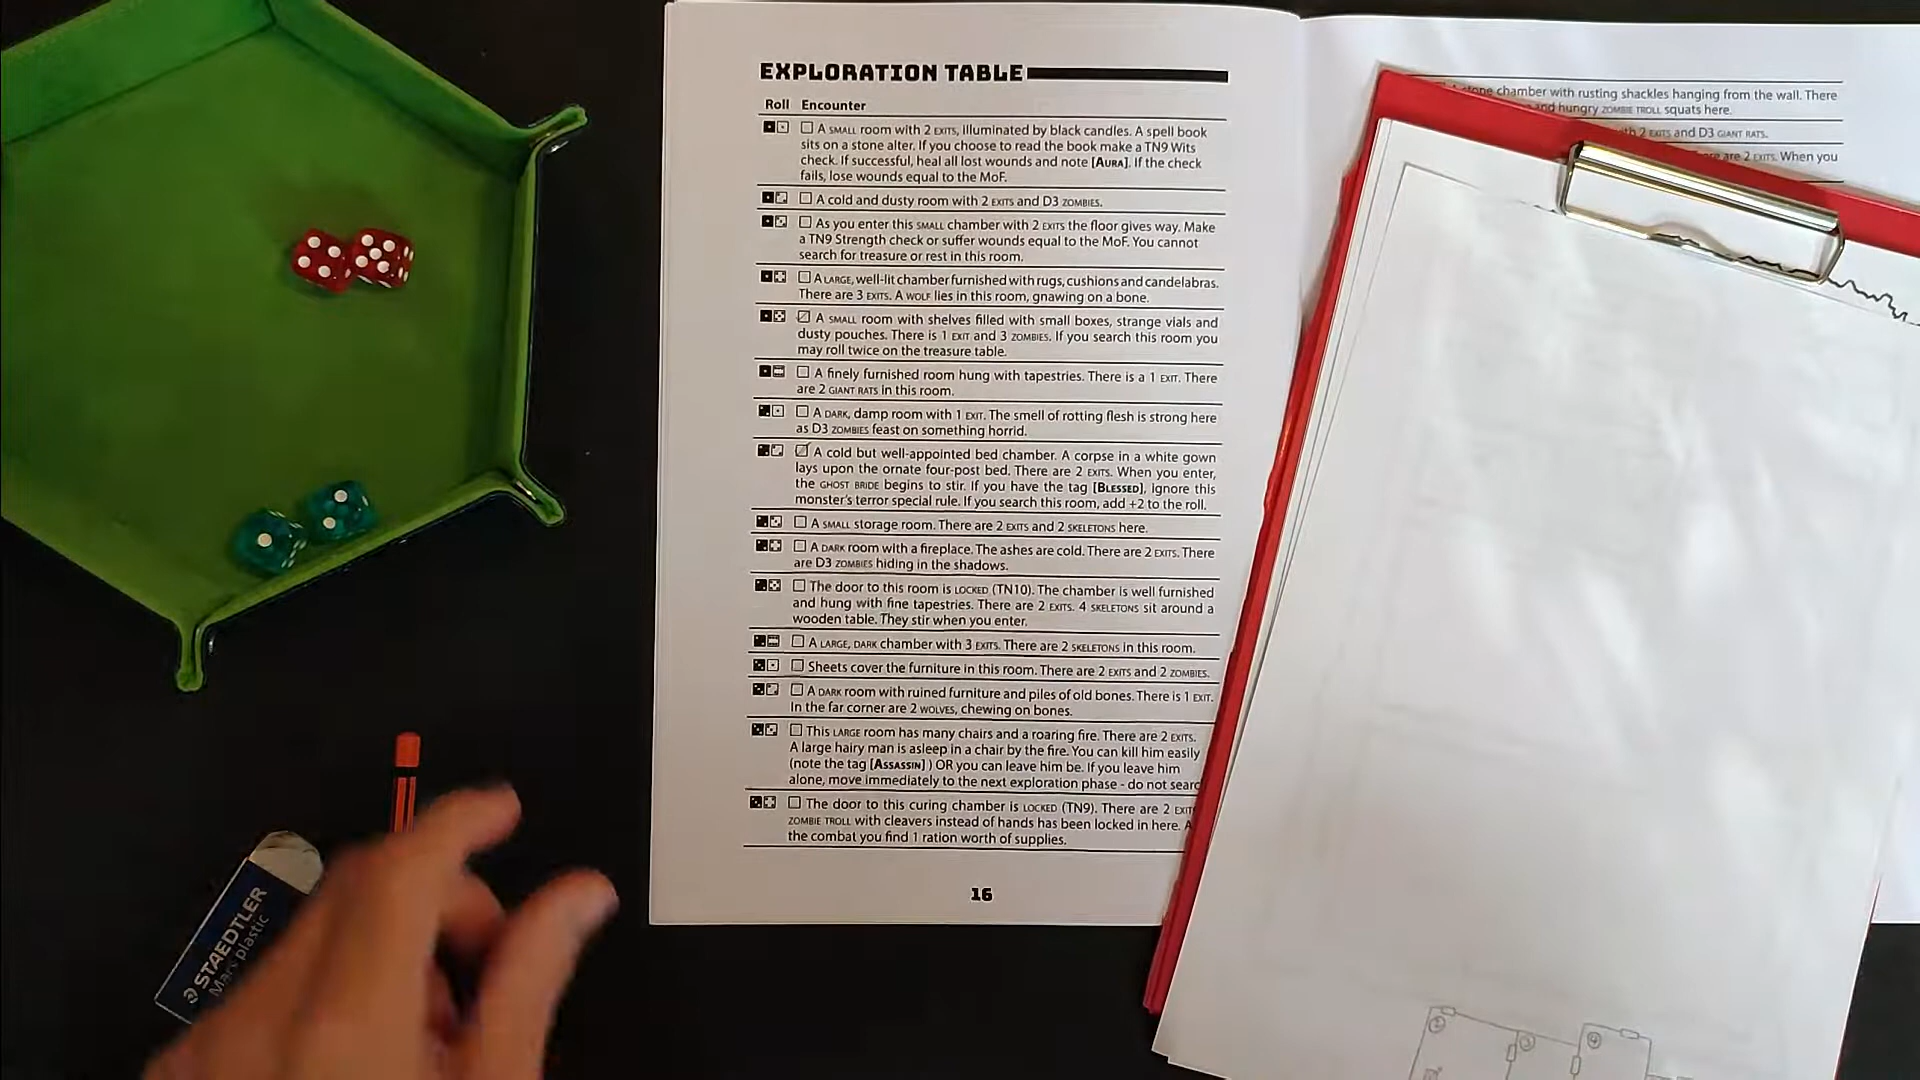 EXPLORATION TABLE
Roll Encounter
A SMALL room with 2 EXITS, illuminated by black candles. A spell book
sits on a stone alter. If you choose to read the book make a TN9 Wits
check. If successful, heal all lost wounds and note [AURA]. If the check
fails, lose wounds equal to the MoF.
A cold and dusty room with 2 EXITS and D3 ZOMBIES.
As you enter this SMALL chamber with 2 EXITS the floor gives way. Make
a TN9 Strength check or suffer wounds equal to the MoF. You cannot
search for treasure or rest in this room.
A LARGE, well-lit chamber furnished with rugs, cushions and candelabras.
There are 3 EXITS. A WOLF lies in this room, gnawing on a bone.
A SMALL room with shelves filled with small boxes, strange vials and
dusty pouches. There is 1 EXIT and 3 ZOMBIES. If you search this room you
may roll twice on the treasure table.
A finely furnished room hung with tapestries. There is a 1 EXIT. There
are 2 GIANT RATS in this room.
A DARK, damp room with 1 EXIT. The smell of rotting flesh is strong here
as D3 ZOMBIES feast on something horrid.
A cold but well-appointed bed chamber. A corpse in a white gown
lays upon the ornate four-post bed. There are 2 EXITS. When you enter,
the GHOST BRIDE begins to stir. If you have the tag [BLESSED], ignore this
monster's terror special rule. If you search this room, add +2 to the roll.
A SMALL storage room. There are 2 EXITS and 2 SKELETONS here.
A DARK room with a fireplace. The ashes are cold. There are 2 EXITS. There
are D3 ZOMBIES hiding in the shadows.
The door to this room is LOCKED (TN10). The chamber is well furnished
and hung with fine tapestries. There are 2 EXITS. 4 SKELETONS sit around a
wooden table. They stir when you enter.
A LARGE, DARK chamber with 3 EXITS. There are 2 SKELETONS in this room.
Sheets cover the furniture in this room. There are 2 EXITS and 2 ZOMBIES.
A DARK room with ruined furniture and piles of old bones. There is 1 EXIT.
In the far corner are 2 WOLVES, chewing on bones.
This LARGE room has many chairs and a roaring fire. There are 2 EXITS.
A large hairy man is asleep in a chair by the fire. You can kill him easily
(note the tag [ASSASSIN] ) OR you can leave him be. If you leave him
alone, move immediately to the next exploration phase - do not searc
The door to this curing chamber is LOCKED (TN9). There are 2 EXIT
ZOMBIE TROLL with cleavers instead of hands has been locked in here. A
the combat you find 1 ration worth of supplies.
16
stone chamber with rusting shackles hanging from the wall. There
and hungry ZOMBIE TROLL squats here.
with 2 EXITS and D3 GIANT RATS.
are 2 EXITS. When you
STAEDTLER
Mars plastic
2
3
4